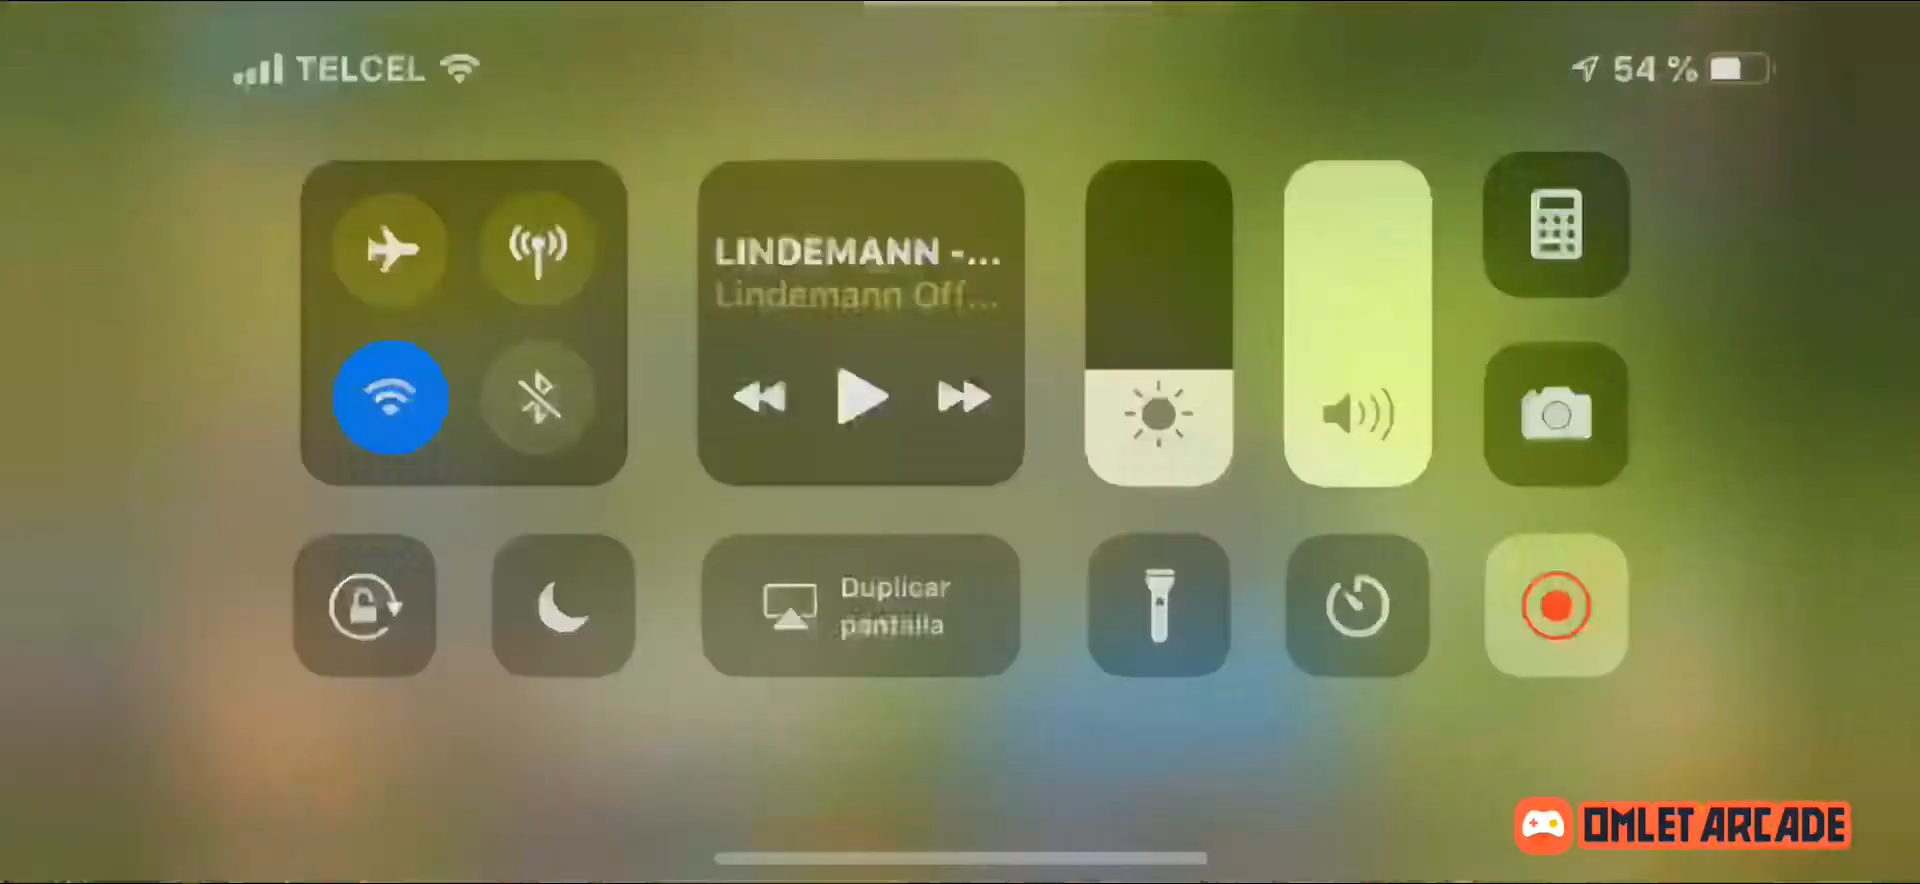 TELCEL
54 %
LINDEMANN -...
Lindemann Off...
Duplicar
pantalla
OMLET ARCADE